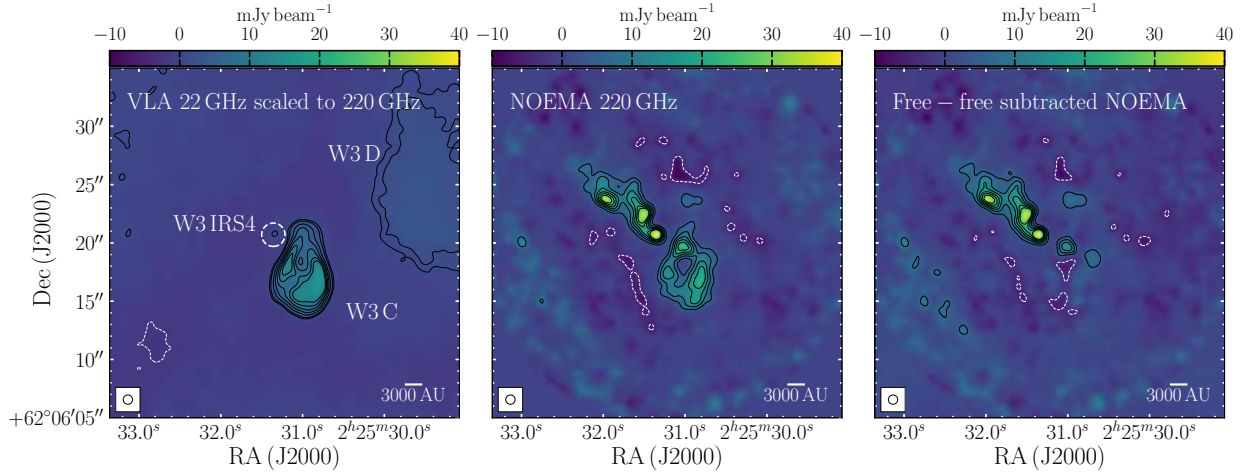 mJy beam⁻¹ mJy beam⁻¹ mJy beam⁻¹
−10 0 10 20 30 40 −10 0 10 20 30 40 −10 0 10 20 30 40
VLA 22 GHz scaled to 220 GHz NOEMA 220 GHz Free − free subtracted NOEMA
30″
W3 D
25″
W3 IRS4
20″
Dec (J2000)
W3 C
15″
10″
3000 AU 3000 AU 3000 AU
+62°06′05″
33.0ˢ 32.0ˢ 31.0ˢ 2ʰ25ᵐ30.0ˢ 33.0ˢ 32.0ˢ 31.0ˢ 2ʰ25ᵐ30.0ˢ 33.0ˢ 32.0ˢ 31.0ˢ 2ʰ25ᵐ30.0ˢ
RA (J2000) RA (J2000) RA (J2000)